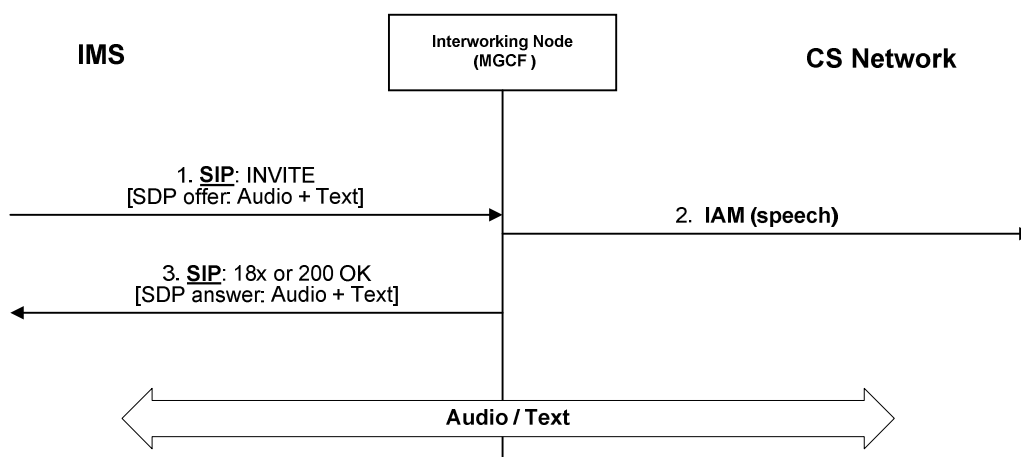 IMS
Interworking Node
(MGCF )
CS Network
1. SIP: INVITE
[SDP offer: Audio + Text]
2. IAM (speech)
3. SIP: 18x or 200 OK
[SDP answer: Audio + Text]
Audio / Text